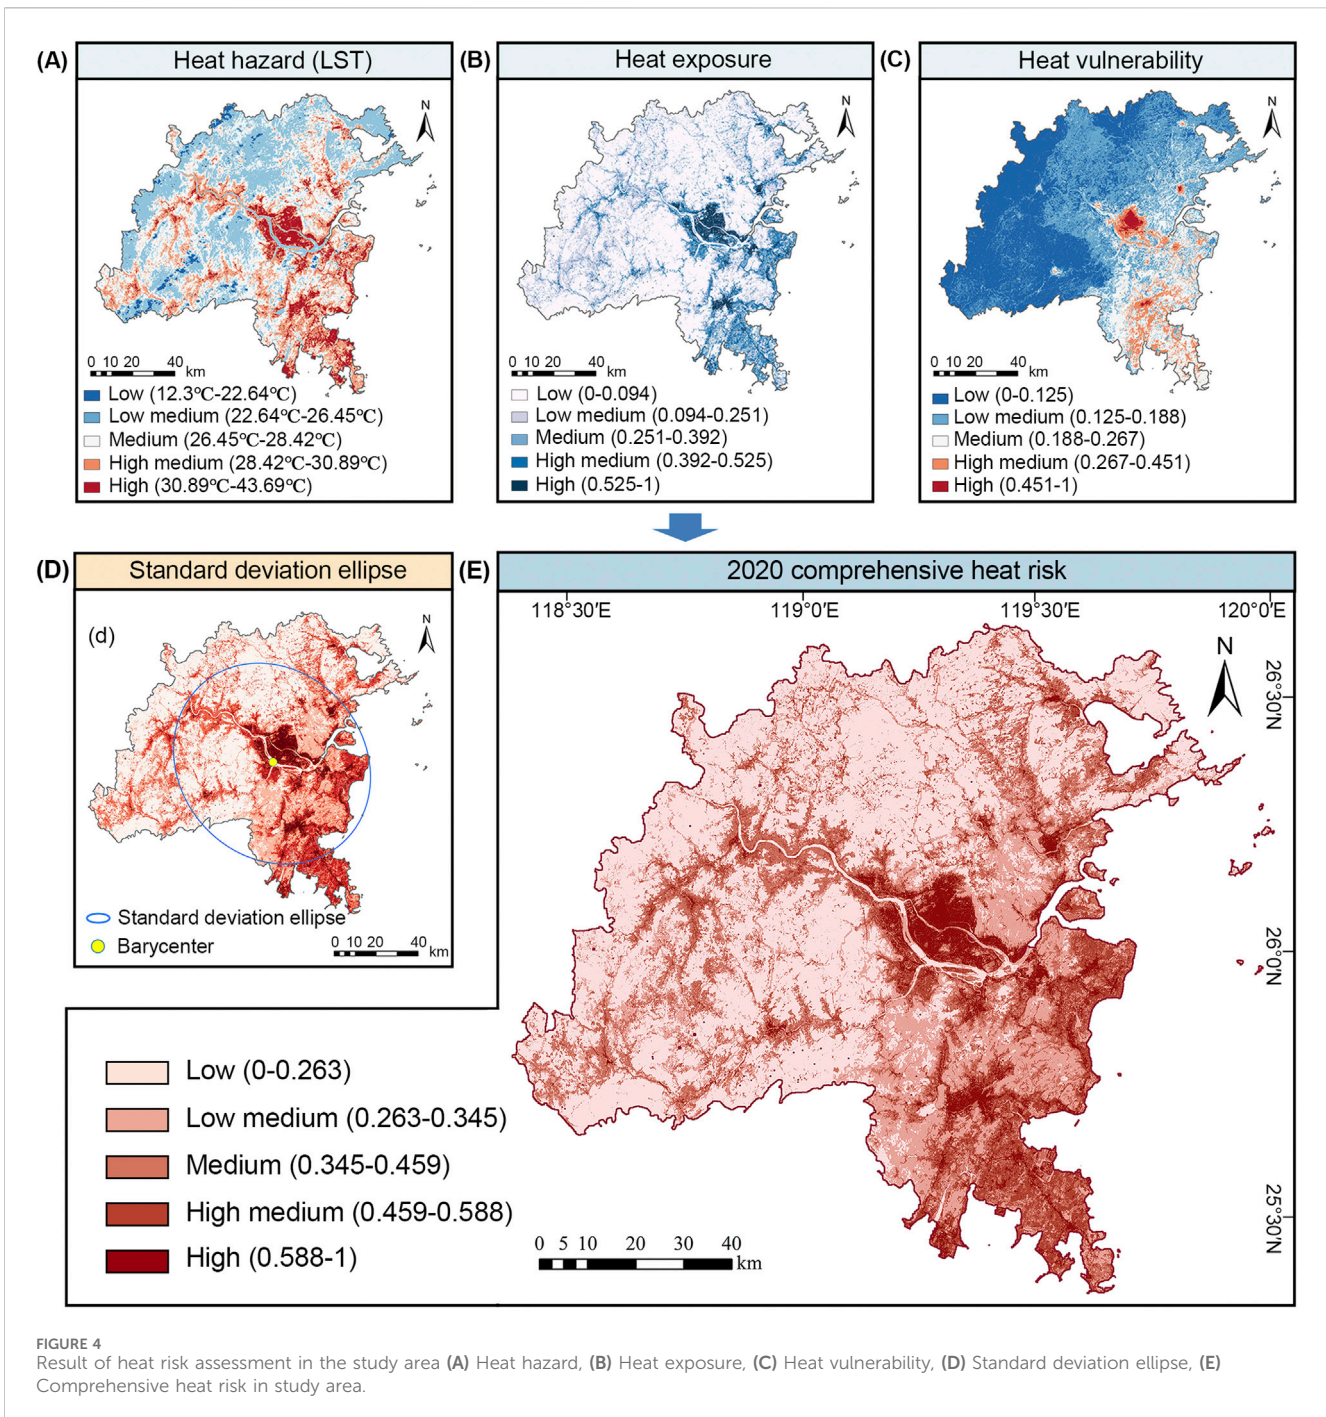 (A) Heat hazard (LST)
N
0 10 20 40
km
Low (12.3℃-22.64℃)
Low medium (22.64℃-26.45℃)
Medium (26.45℃-28.42℃)
High medium (28.42℃-30.89℃)
High (30.89℃-43.69℃)
(B) Heat exposure
N
0 10 20 40
km
Low (0-0.094)
Low medium (0.094-0.251)
Medium (0.251-0.392)
High medium (0.392-0.525)
High (0.525-1)
(C) Heat vulnerability
N
0 10 20 40
km
Low (0-0.125)
Low medium (0.125-0.188)
Medium (0.188-0.267)
High medium (0.267-0.451)
High (0.451-1)
(D) Standard deviation ellipse
(d)
N
Standard deviation ellipse
Barycenter
0 10 20 40
km
(E) 2020 comprehensive heat risk
118°30′E 119°0′E 119°30′E 120°0′E
N
26°30′N
26°0′N
25°30′N
0 5 10 20 30 40
km
Low (0-0.263)
Low medium (0.263-0.345)
Medium (0.345-0.459)
High medium (0.459-0.588)
High (0.588-1)
FIGURE 4
Result of heat risk assessment in the study area (A) Heat hazard, (B) Heat exposure, (C) Heat vulnerability, (D) Standard deviation ellipse, (E)
Comprehensive heat risk in study area.